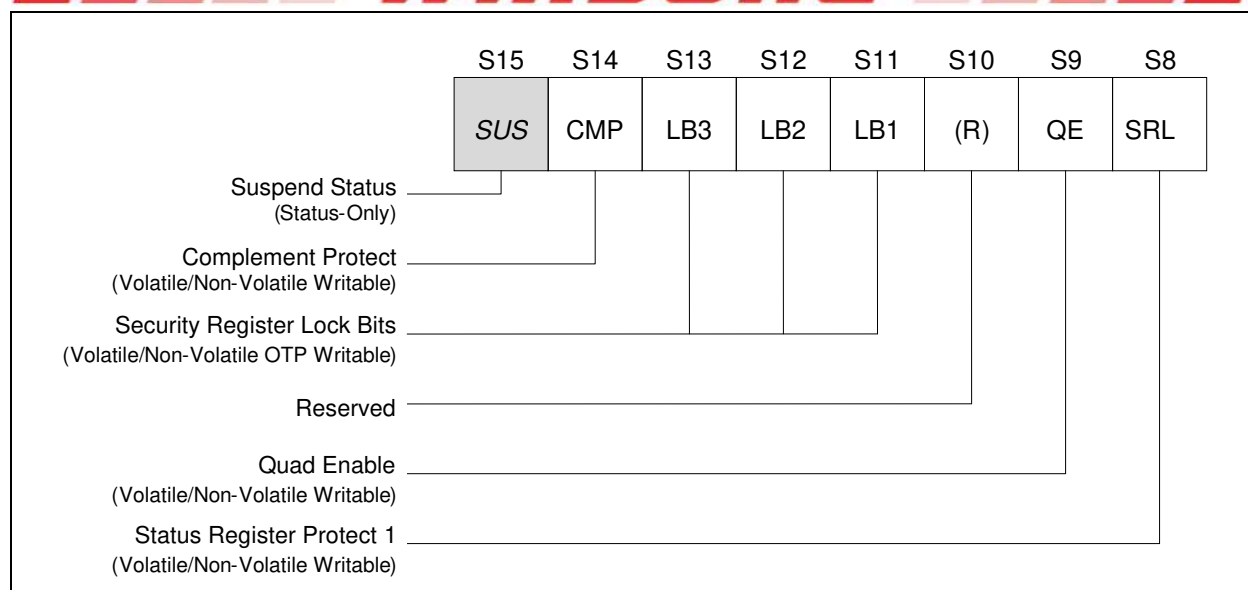 S15 S14 S13 S12 S11 S10 S9 S8
SUS CMP LB3 LB2 LB1 (R) QE SRL
Suspend Status
(Status-Only)
Complement Protect
(Volatile/Non-Volatile Writable)
Security Register Lock Bits
(Volatile/Non-Volatile OTP Writable)
Reserved
Quad Enable
(Volatile/Non-Volatile Writable)
Status Register Protect 1
(Volatile/Non-Volatile Writable)